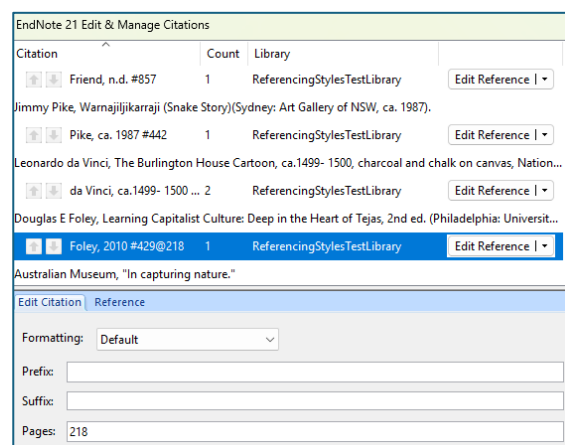 EndNote 21 Edit & Manage Citations
Citation Count Library
Friend, n.d. #857 1 ReferencingStylesTestLibrary Edit Reference
Jimmy Pike, Warnajiljikarraji (Snake Story)(Sydney: Art Gallery of NSW, ca. 1987).
Pike, ca. 1987 #442 1 ReferencingStylesTestLibrary Edit Reference
Leonardo da Vinci, The Burlington House Cartoon, ca.1499- 1500, charcoal and chalk on canvas, Nation...
da Vinci, ca.1499- 1500 ... 2 ReferencingStylesTestLibrary Edit Reference
Douglas E Foley, Learning Capitalist Culture: Deep in the Heart of Tejas, 2nd ed. (Philadelphia: Universit...
Foley, 2010 #429@218 1 ReferencingStylesTestLibrary Edit Reference
Australian Museum, "In capturing nature."
Edit Citation Reference
Formatting: Default
Prefix:
Suffix:
Pages: 218